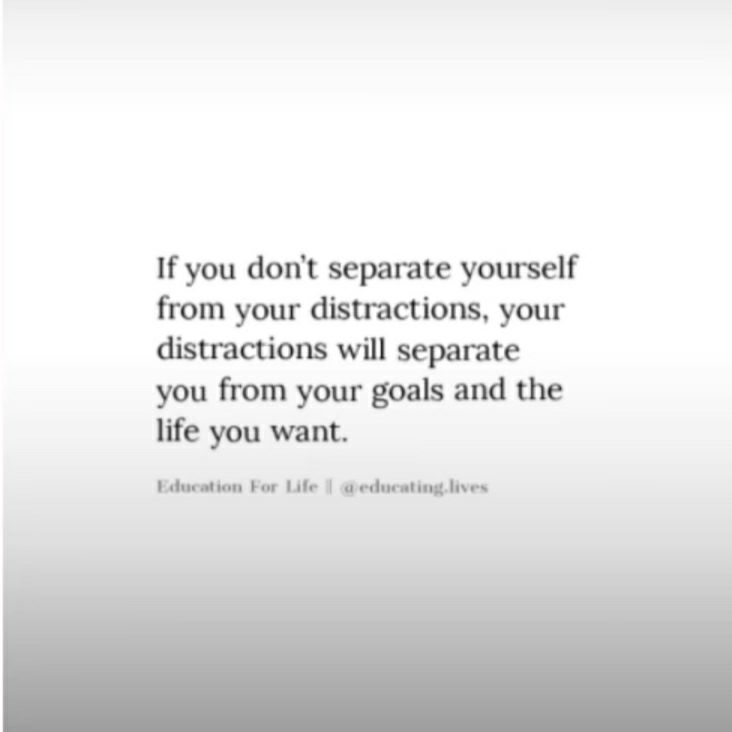 If you don't separate yourself
from your distractions, your
distractions will separate
you from your goals and the
life you want.
Education For Life || @educating.lives